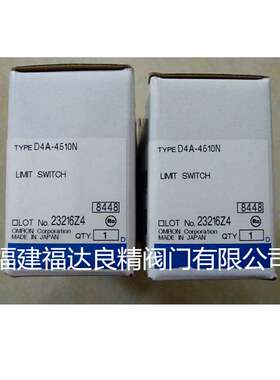 TYPE D4A-4510N
LIMIT SWITCH
8448
LOT No. 23216Z4
OMRON Corporation
MADE IN JAPAN QTY. 1 D
TYPE D4A-4510N
LIMIT SWITCH
8448
LOT No. 23216Z4
OMRON Corporation
MADE IN JAPAN QTY. 1 D
福建福达良精阀门有限公司